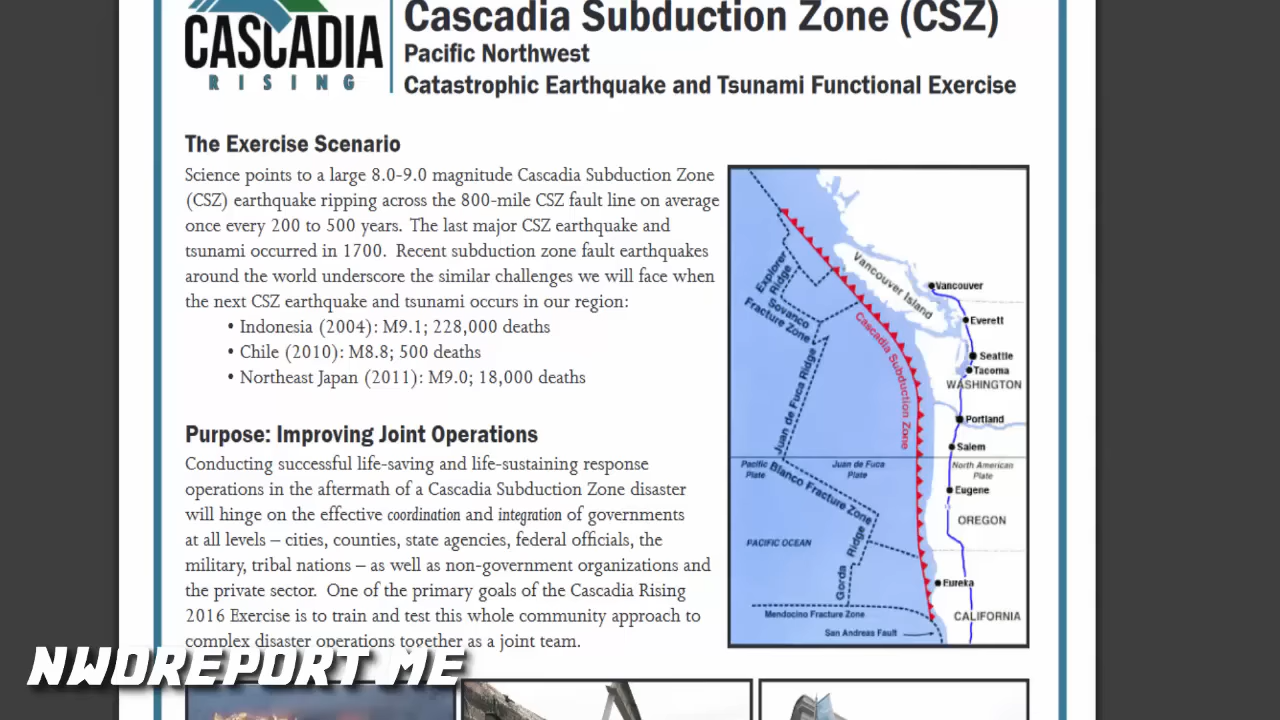 CASCADIA
RISING
Cascadia Subduction Zone (CSZ)
Pacific Northwest
Catastrophic Earthquake and Tsunami Functional Exercise
The Exercise Scenario
Science points to a large 8.0-9.0 magnitude Cascadia Subduction Zone
(CSZ) earthquake ripping across the 800-mile CSZ fault line on average
once every 200 to 500 years. The last major CSZ earthquake and
tsunami occurred in 1700. Recent subduction zone fault earthquakes
around the world underscore the similar challenges we will face when
the next CSZ earthquake and tsunami occurs in our region:
• Indonesia (2004): M9.1; 228,000 deaths
• Chile (2010): M8.8; 500 deaths
• Northeast Japan (2011): M9.0; 18,000 deaths
Purpose: Improving Joint Operations
Conducting successful life-saving and life-sustaining response
operations in the aftermath of a Cascadia Subduction Zone disaster
will hinge on the effective coordination and integration of governments
at all levels – cities, counties, state agencies, federal officials, the
military, tribal nations – as well as non-government organizations and
the private sector. One of the primary goals of the Cascadia Rising
2016 Exercise is to train and test this whole community approach to
complex disaster operations together as a joint team.
Explorer
Ridge
Sovanco
Fracture Zone
Vancouver Island
Vancouver
Everett
Seattle
Tacoma
WASHINGTON
Cascadia Subduction Zone
Juan de Fuca Ridge
Portland
Salem
Pacific
Plate
Juan de Fuca
Plate
North American
Plate
Blanco Fracture Zone
Eugene
OREGON
PACIFIC OCEAN
Gorda
Ridge
Eureka
Mendocino Fracture Zone
CALIFORNIA
San Andreas Fault
NWOREPORT.ME